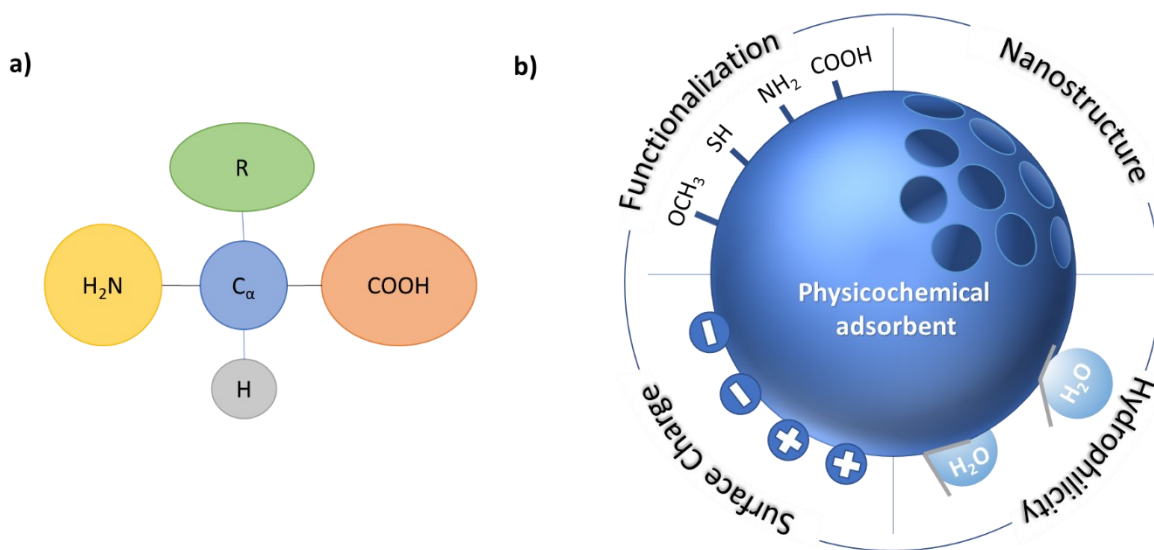 a)
R
H₂N
Cα
COOH
H
b)
Functionalization
Nanostructure
OCH₃
SH
NH₂
COOH
Physicochemical
adsorbent
Surface Charge
Hydrophilicity
H₂O
H₂O